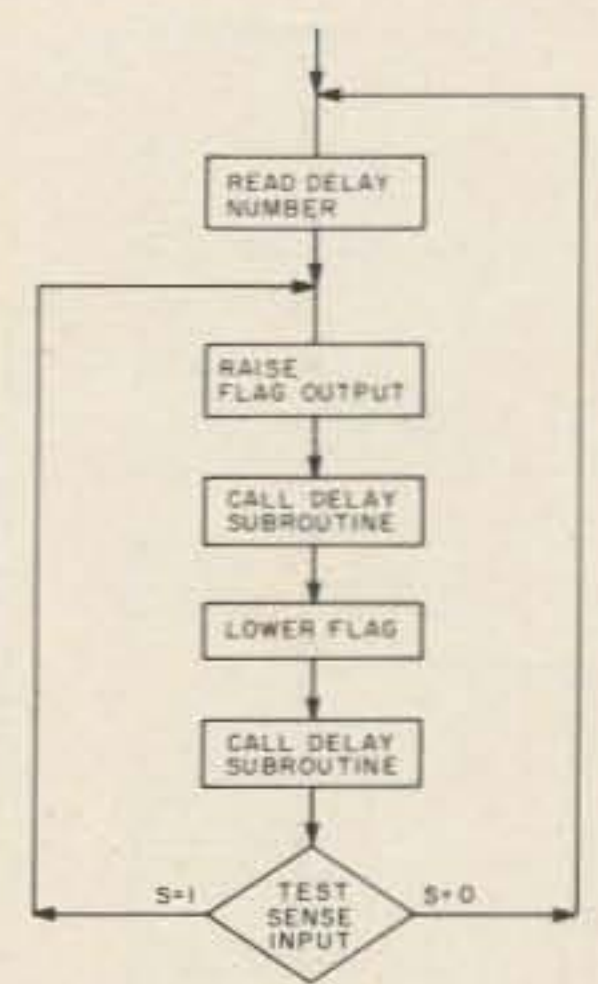 READ DELAY
NUMBER
RAISE
FLAG OUTPUT
CALL DELAY
SUBROUTINE
LOWER FLAG
CALL DELAY
SUBROUTINE
S=1
TEST
SENSE
INPUT
S=0